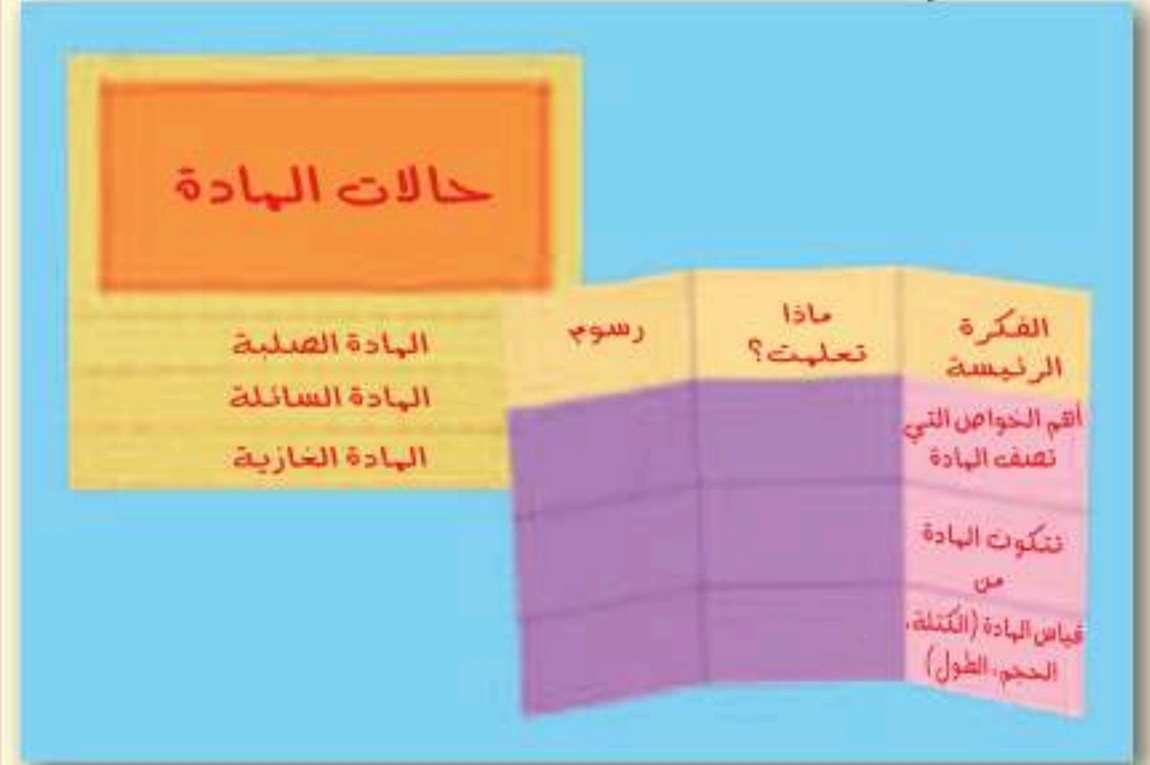 حالات المادة
المادة الصلبة
المادة السائلة
المادة الغازية
الفكرة
الرئيسة
ماذا
تعلمت؟
رسوم
أهم الخواص التي
تصف المادة
تتكون المادة
من
قياس المادة (الكتلة،
الحجم، الطول)